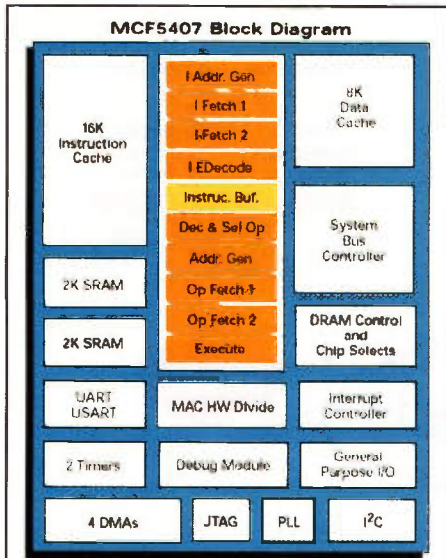 MCF5407 Block Diagram
16K
Instruction
Cache
2K SRAM
2K SRAM
UART
USART
2 Timers
I Addr. Gen
I Fetch 1
I Fetch 2
I EDecode
Instruc. Buf.
Dec & Sel Op
Addr. Gen
Op Fetch 1
Op Fetch 2
Execute
MAC HW Divide
Debug Module
8K
Data
Cache
System
Bus
Controller
DRAM Control
and
Chip Selects
Interrupt
Controller
General
Purpose I/O
4 DMAs
JTAG
PLL
I²C